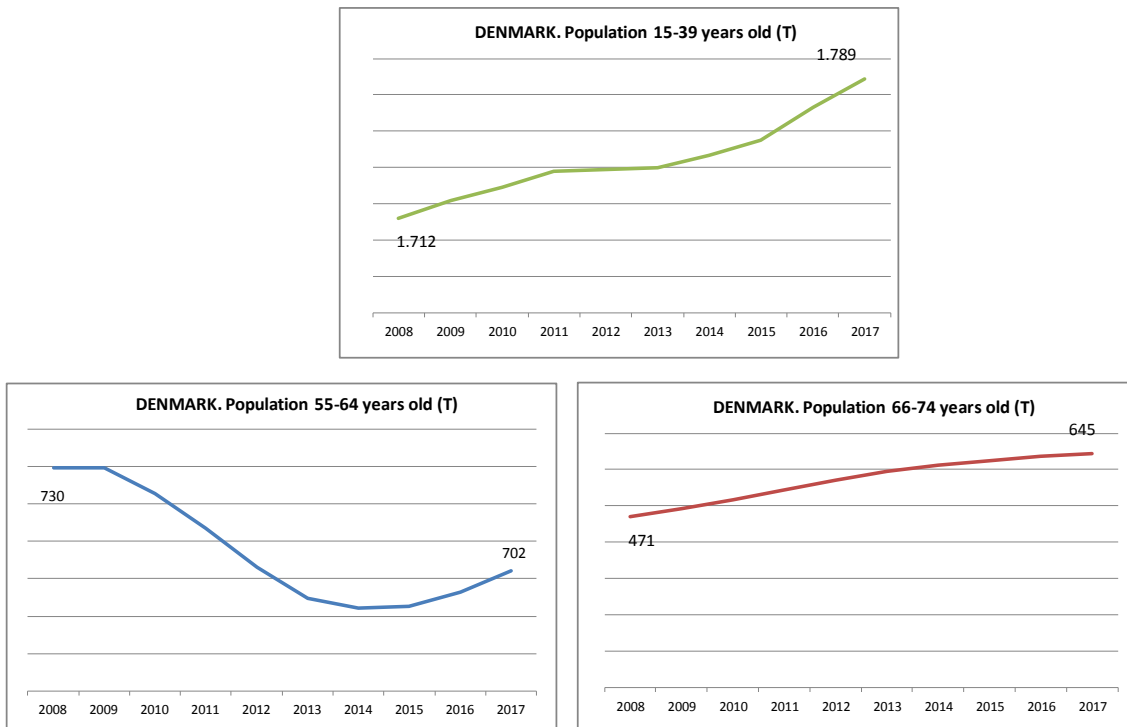 DENMARK. Population 15-39 years old (T)
1.789
1.712
2008 2009 2010 2011 2012 2013 2014 2015 2016 2017
DENMARK. Population 55-64 years old (T)
730
702
2008 2009 2010 2011 2012 2013 2014 2015 2016 2017
DENMARK. Population 66-74 years old (T)
645
471
2008 2009 2010 2011 2012 2013 2014 2015 2016 2017